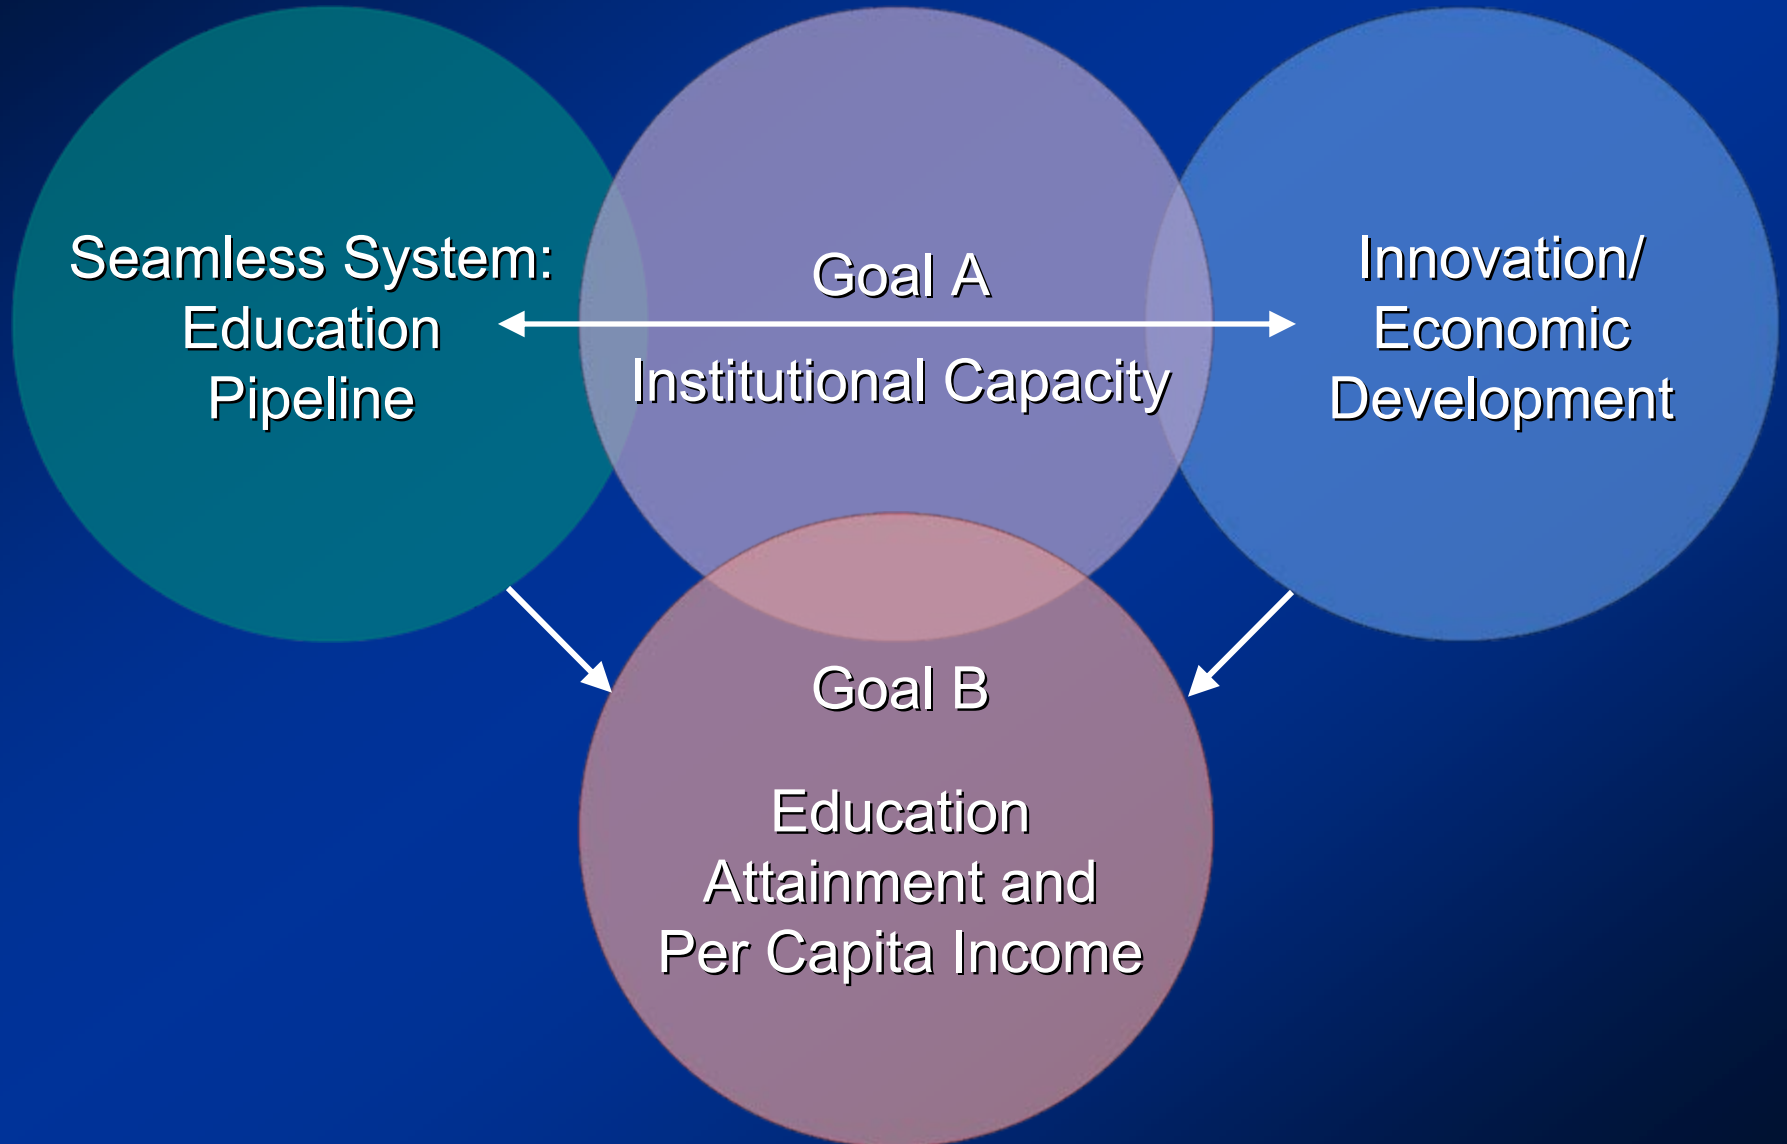 Seamless System:
Education
Pipeline
Goal A
Institutional Capacity
Innovation/
Economic
Development
Goal B
Education
Attainment and
Per Capita Income